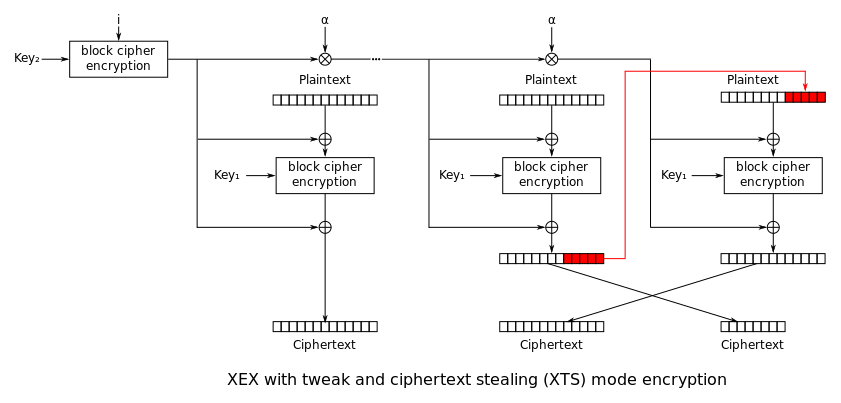 i
α
α
Key₂
block cipher
encryption
...
Plaintext
Plaintext
Plaintext
Key₁
block cipher
encryption
Key₁
block cipher
encryption
Key₁
block cipher
encryption
Ciphertext
Ciphertext
Ciphertext
XEX with tweak and ciphertext stealing (XTS) mode encryption